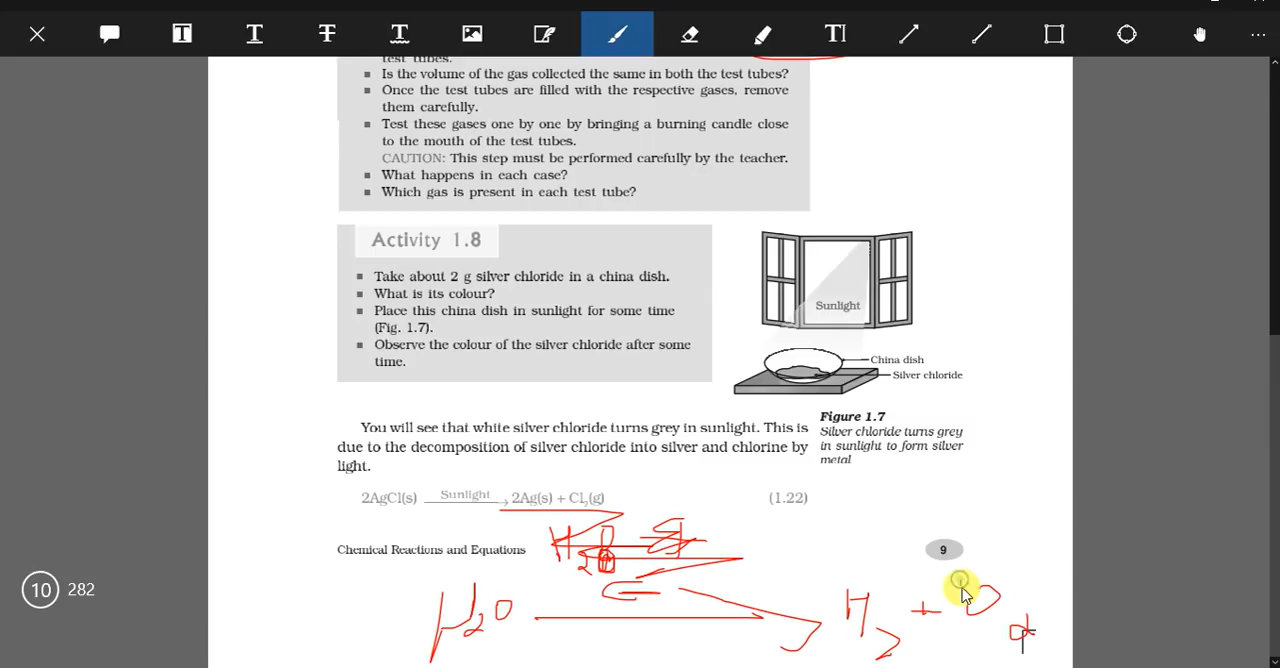 test tubes.
■ Is the volume of the gas collected the same in both the test tubes?
■ Once the test tubes are filled with the respective gases, remove
them carefully.
■ Test these gases one by one by bringing a burning candle close
to the mouth of the test tubes.
CAUTION: This step must be performed carefully by the teacher.
■ What happens in each case?
■ Which gas is present in each test tube?
Activity 1.8
■ Take about 2 g silver chloride in a china dish.
■ What is its colour?
■ Place this china dish in sunlight for some time
(Fig. 1.7).
■ Observe the colour of the silver chloride after some
time.
Sunlight
China dish
Silver chloride
Figure 1.7
Silver chloride turns grey
in sunlight to form silver
metal
You will see that white silver chloride turns grey in sunlight. This is
due to the decomposition of silver chloride into silver and chlorine by
light.
2AgCl(s) Sunlight → 2Ag(s) + Cl₂(g) (1.22)
Chemical Reactions and Equations 9
10 282
H₂O → H₂ + O